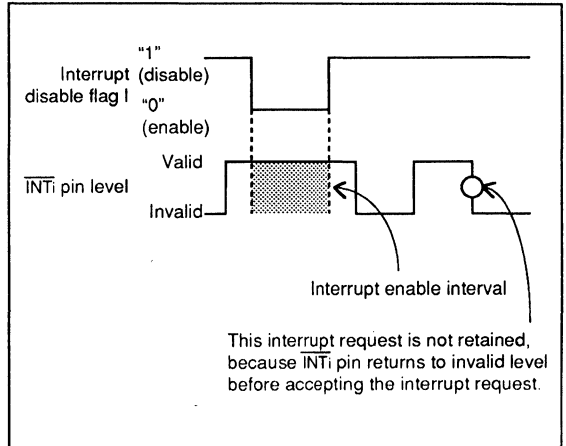 “1”
Interrupt (disable)
disable flag I “0”
(enable)
Valid
INTi pin level
Invalid
Interrupt enable interval
This interrupt request is not retained,
because INTi pin returns to invalid level
before accepting the interrupt request.